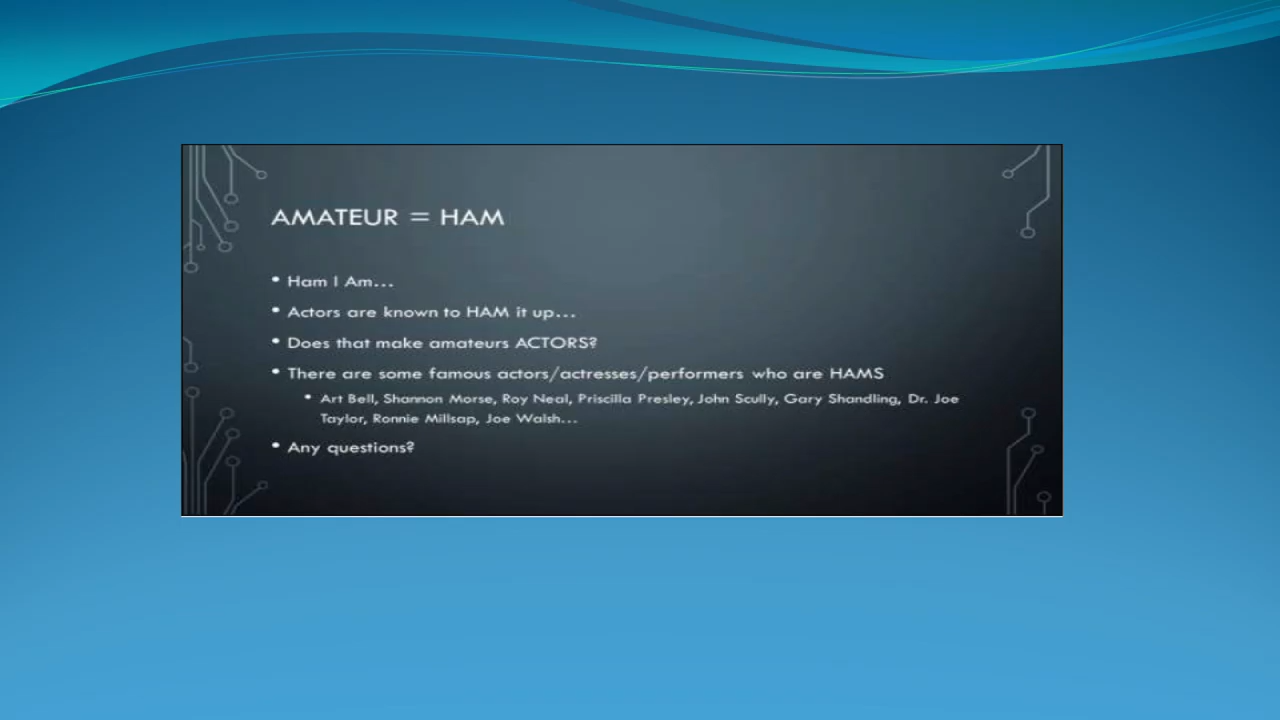 AMATEUR = HAM
• Ham I Am...
• Actors are known to HAM it up...
• Does that make amateurs ACTORS?
• There are some famous actors/actresses/performers who are HAMS
• Art Bell, Shannon Morse, Roy Neal, Priscilla Presley, John Scully, Gary Shandling, Dr. Joe
Taylor, Ronnie Millsap, Joe Walsh...
• Any questions?